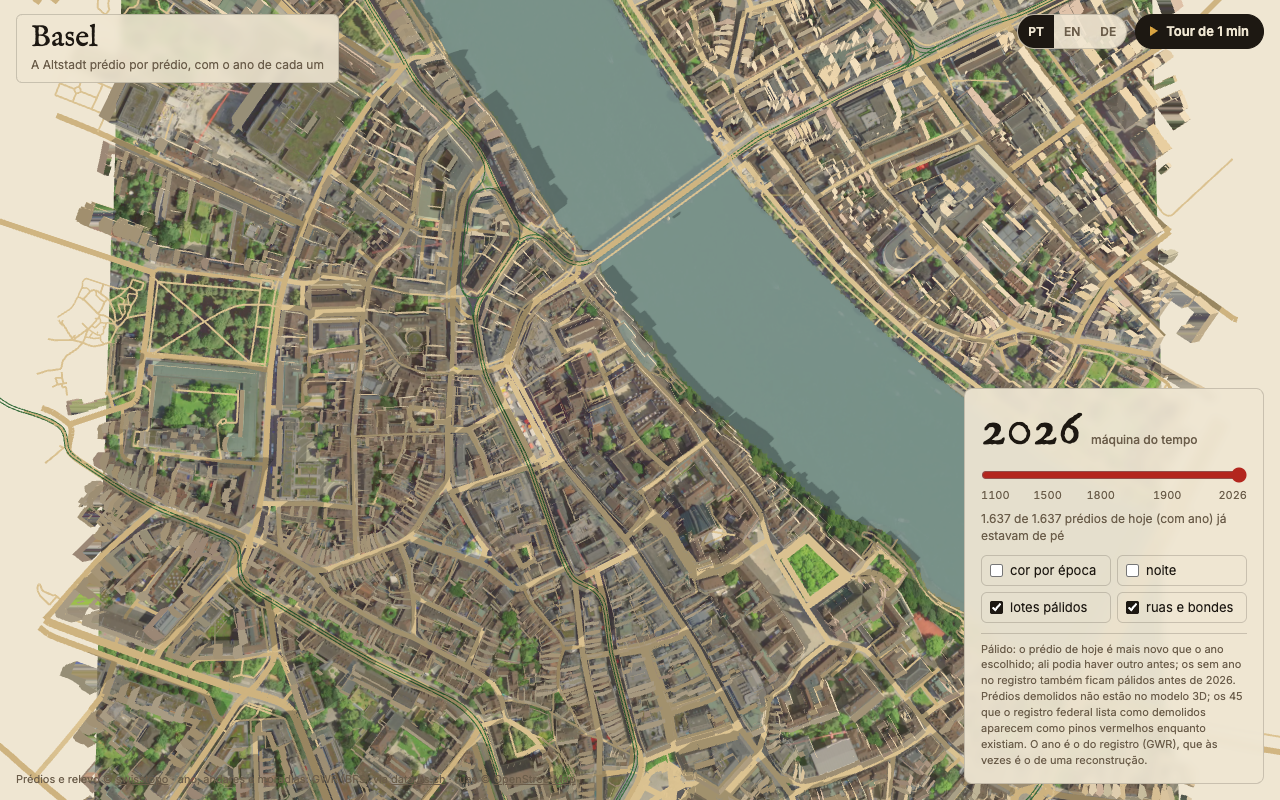 Basel
A Altstadt prédio por prédio, com o ano de cada um
PT EN DE
Tour de 1 min
2026 máquina do tempo
1100 1500 1800 1900 2026
1.637 de 1.637 prédios de hoje (com ano) já
estavam de pé
cor por época
noite
lotes pálidos
ruas e bondes
Pálido: o prédio de hoje é mais novo que o ano
escolhido; ali podia haver outro antes; os sem ano
no registro também ficam pálidos antes de 2026.
Prédios demolidos não estão no modelo 3D; os 45
que o registro federal lista como demolidos
aparecem como pinos vermelhos enquanto
existiam. O ano é o do registro (GWR), que às
vezes é o de uma reconstrução.
Prédios e